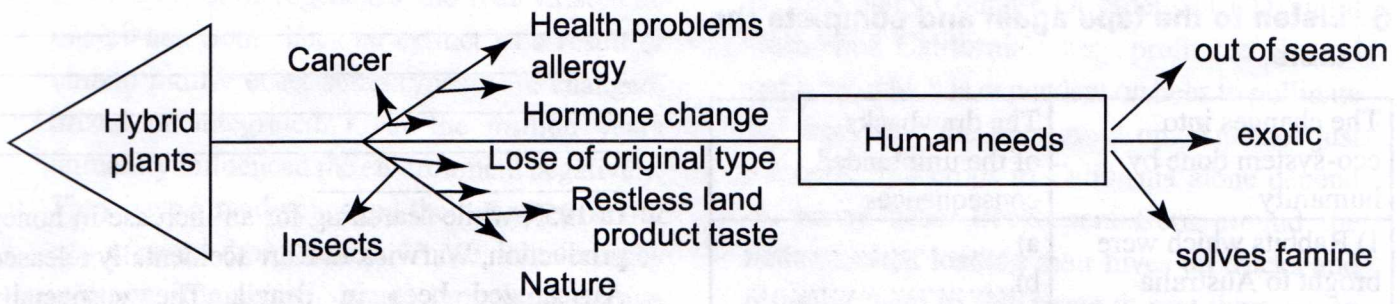 Hybrid
plants
Cancer
Insects
Health problems
allergy
Hormone change
Lose of original type
Restless land
product taste
Nature
Human needs
out of season
exotic
solves famine